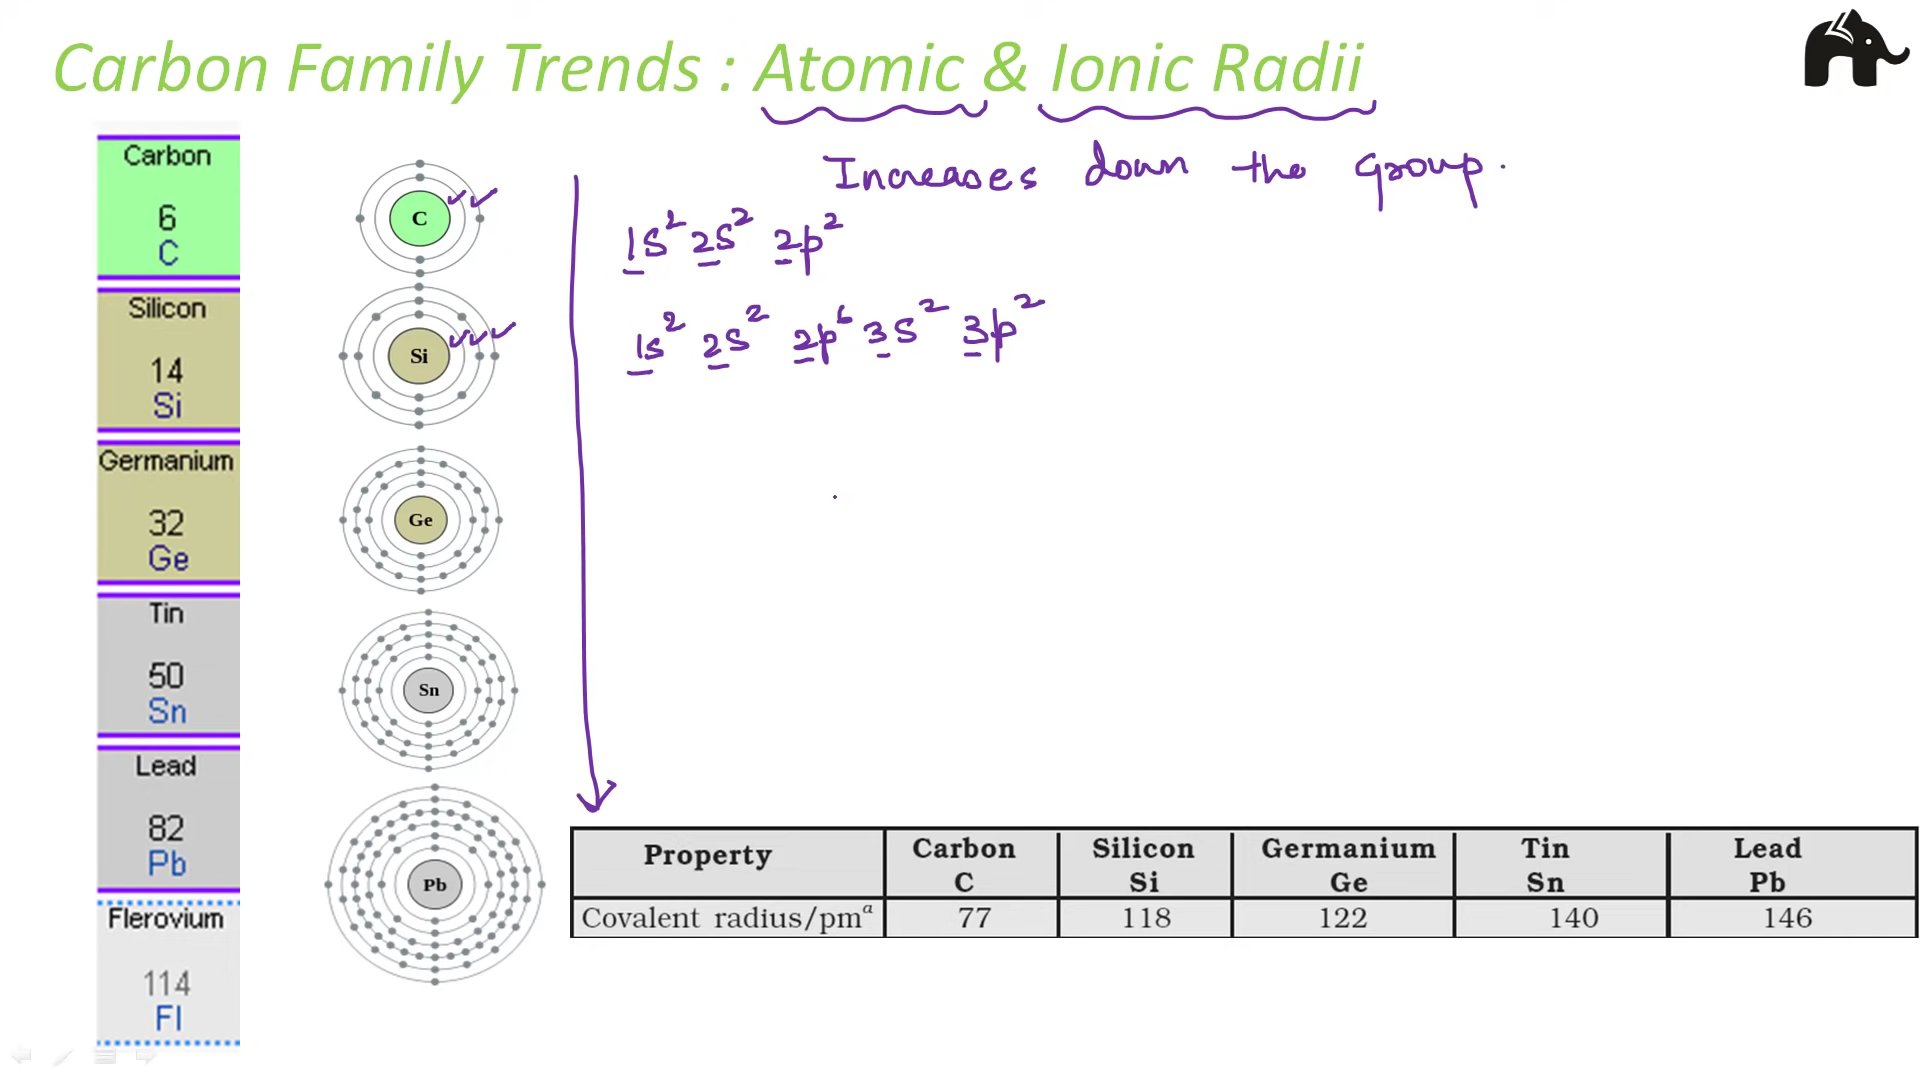 Carbon Family Trends : Atomic & Ionic Radii
Increases down the group.
Carbon
6
C
Silicon
14
Si
Germanium
32
Ge
Tin
50
Sn
Lead
82
Pb
Flerovium
114
Fl
C
Si
Ge
Sn
Pb
1s² 2s² 2p²
1s² 2s² 2p⁶ 3s² 3p²
Property Carbon C Silicon Si Germanium Ge Tin Sn Lead Pb
Covalent radius/pmᵃ 77 118 122 140 146